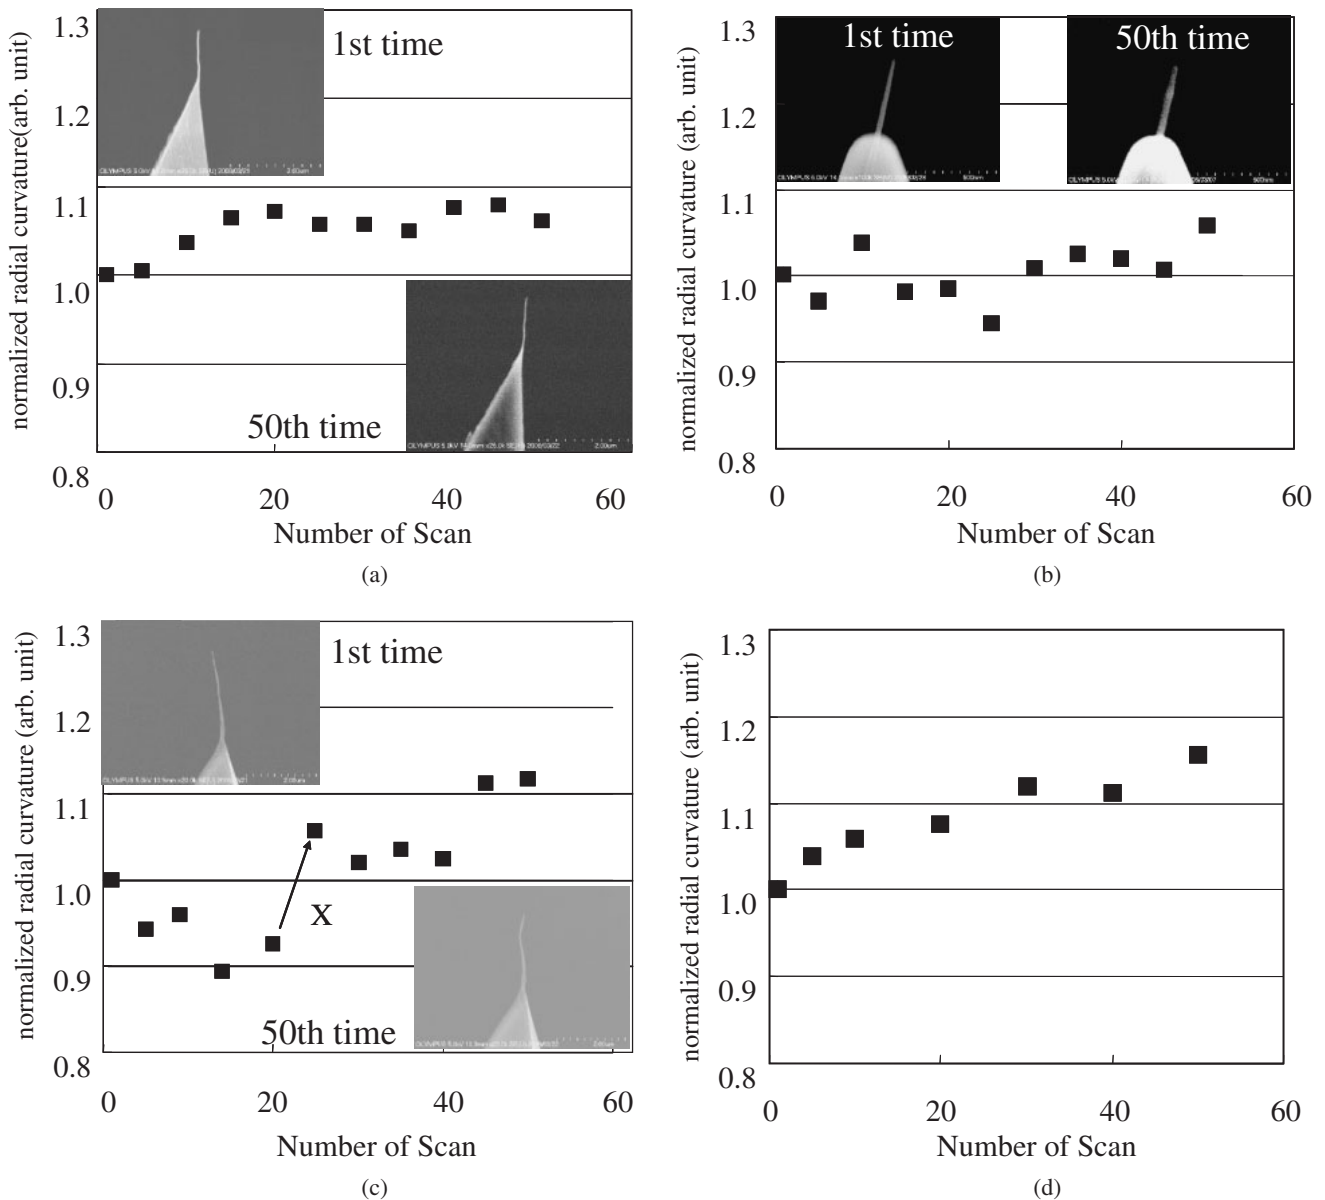 normalized radial curvature(arb. unit)
1.3
1.2
1.1
1.0
0.9
0.8
1st time
50th time
0 20 40 60
Number of Scan
(a)
normalized radial curvature (arb. unit)
1.3
1.2
1.1
1.0
0.9
0.8
1st time
50th time
0 20 40 60
Number of Scan
(b)
normalized radial curvature (arb. unit)
1.3
1.2
1.1
1.0
0.9
0.8
1st time
X
50th time
0 20 40 60
Number of Scan
(c)
normalized radial curvature (arb. unit)
1.3
1.2
1.1
1.0
0.9
0.8
0 20 40 60
Number of Scan
(d)